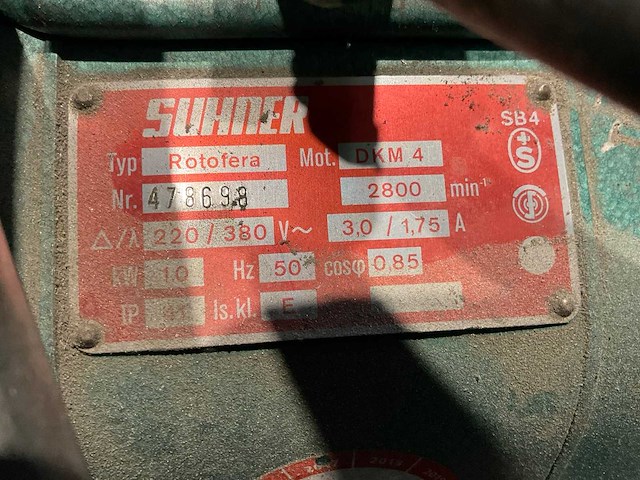 SUHNER
SB4
Typ Rotofera Mot. DKM 4
Nr. 478698 2800 min⁻¹
+S
△/⅄ 220 / 380 V~ 3,0 / 1,75 A
kW 1,0 Hz 50 cosφ 0,85
IP Is.kl. E